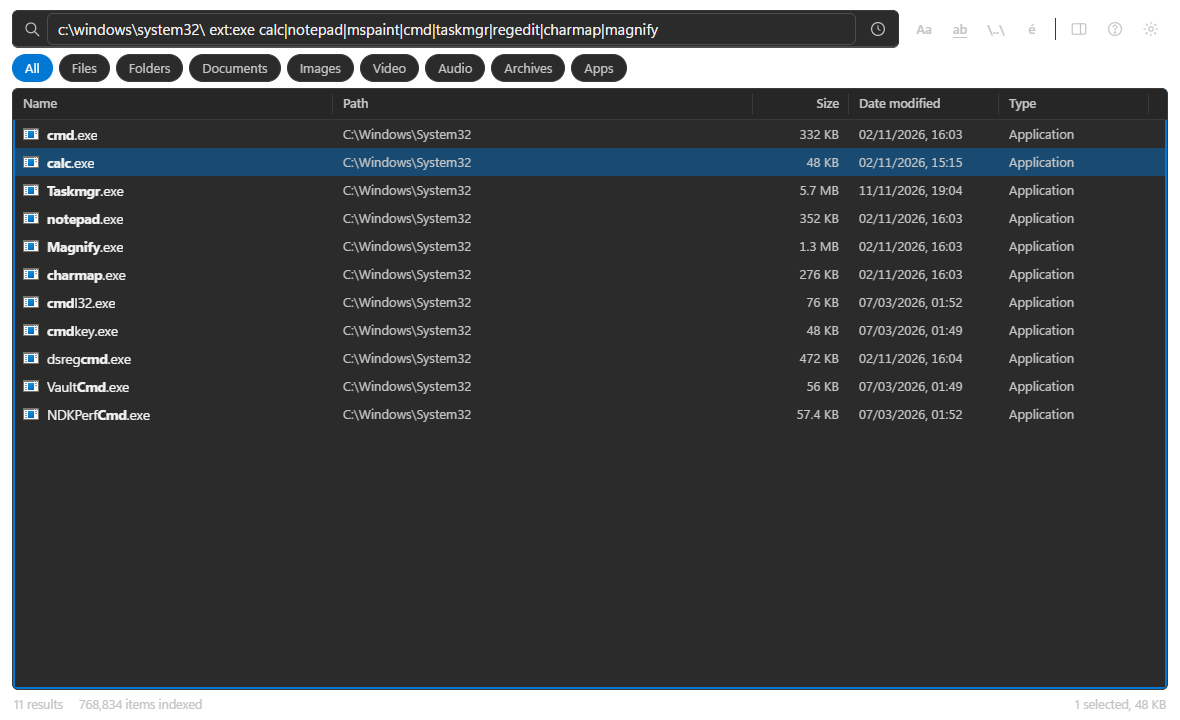 c:\windows\system32\ ext:exe calc|notepad|mspaint|cmd|taskmgr|regedit|charmap|magnify Aa ab \..\ é
All Files Folders Documents Images Video Audio Archives Apps
Name Path Size Date modified Type
cmd.exe C:\Windows\System32 332 KB 02/11/2026, 16:03 Application
calc.exe C:\Windows\System32 48 KB 02/11/2026, 15:15 Application
Taskmgr.exe C:\Windows\System32 5.7 MB 11/11/2026, 19:04 Application
notepad.exe C:\Windows\System32 352 KB 02/11/2026, 16:03 Application
Magnify.exe C:\Windows\System32 1.3 MB 02/11/2026, 16:03 Application
charmap.exe C:\Windows\System32 276 KB 02/11/2026, 16:03 Application
cmdl32.exe C:\Windows\System32 76 KB 07/03/2026, 01:52 Application
cmdkey.exe C:\Windows\System32 48 KB 07/03/2026, 01:49 Application
dsregcmd.exe C:\Windows\System32 472 KB 02/11/2026, 16:04 Application
VaultCmd.exe C:\Windows\System32 56 KB 07/03/2026, 01:49 Application
NDKPerfCmd.exe C:\Windows\System32 57.4 KB 07/03/2026, 01:52 Application
11 results 768,834 items indexed 1 selected, 48 KB